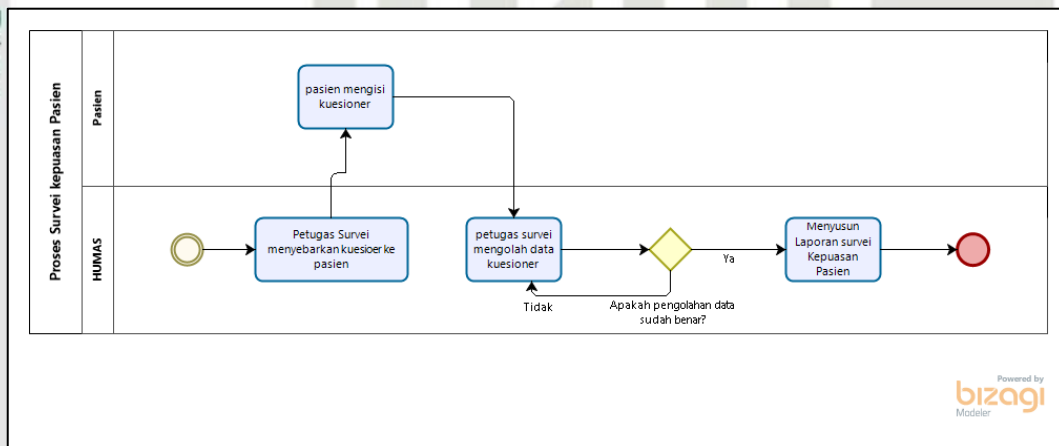 Proses Survei kepuasan Pasien
Pasien
pasien mengisi
kuesioner
HUMAS
Petugas Survei
menyebarkan kuesioer ke
pasien
petugas survei
mengolah data
kuesioner
Tidak
Apakah pengolahan data
sudah benar?
Ya
Menyusun
Laporan survei
Kepuasan
Pasien
Powered by
bizagi
Modeler